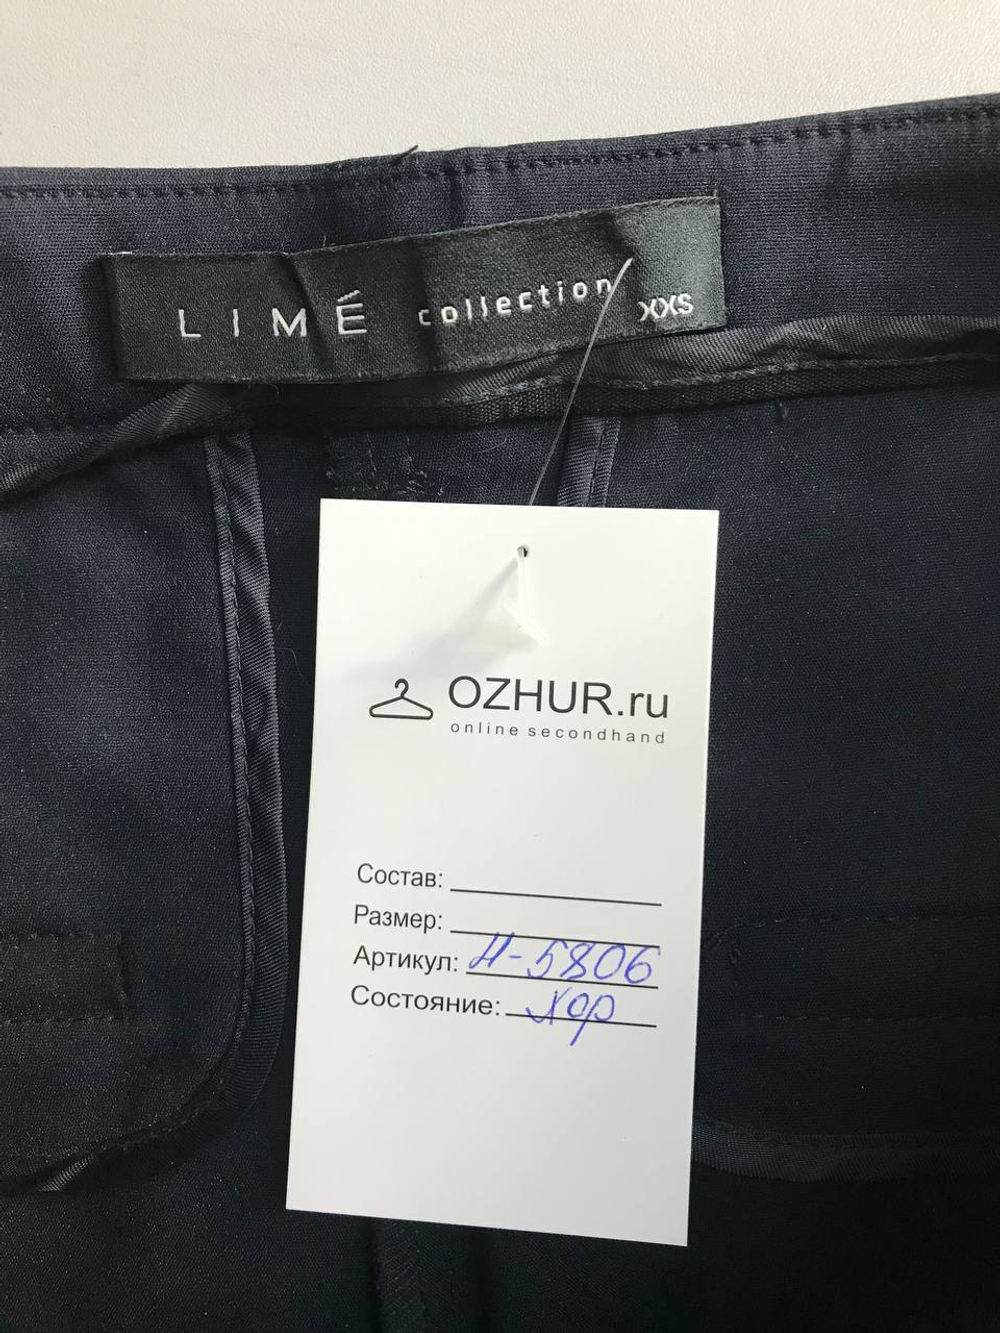 LIMÉ collection XXS
OZHUR.ru
online secondhand
Состав:
Размер:
Артикул: И-5806
Состояние: хор